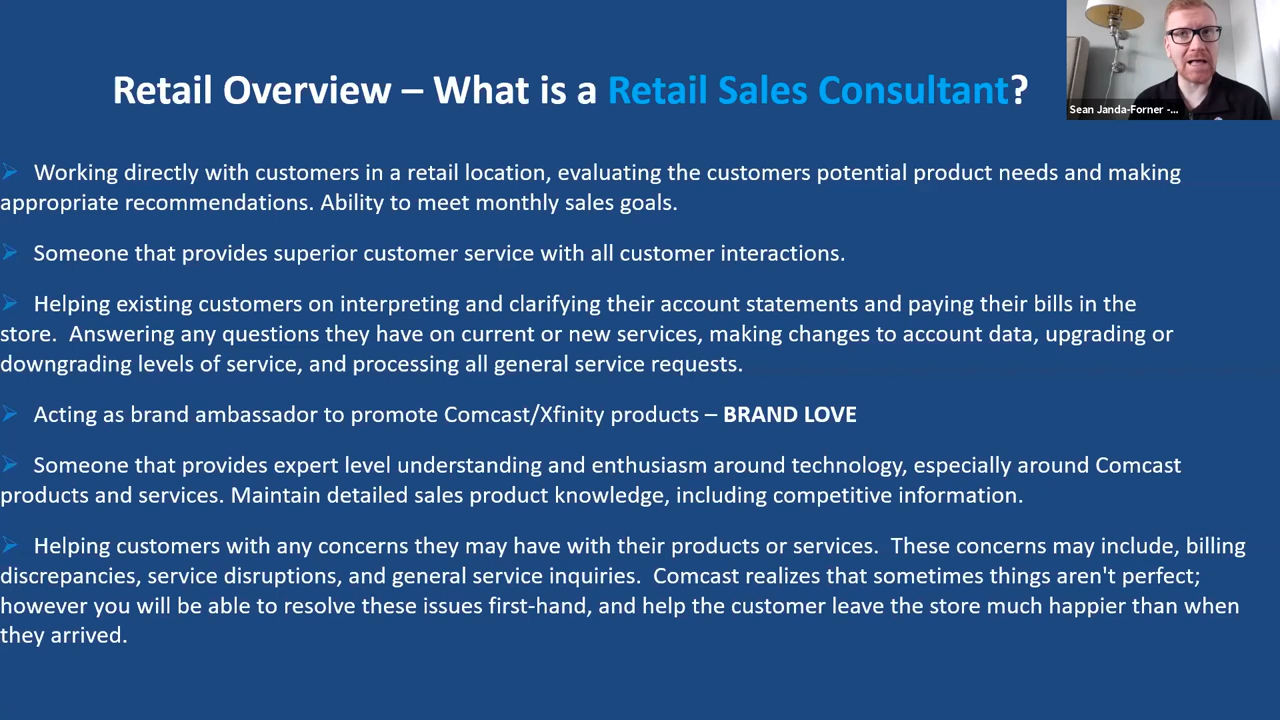 Retail Overview – What is a Retail Sales Consultant?
Sean Janda-Forner -...
Working directly with customers in a retail location, evaluating the customers potential product needs and making
appropriate recommendations. Ability to meet monthly sales goals.
Someone that provides superior customer service with all customer interactions.
Helping existing customers on interpreting and clarifying their account statements and paying their bills in the
store.  Answering any questions they have on current or new services, making changes to account data, upgrading or
downgrading levels of service, and processing all general service requests.
Acting as brand ambassador to promote Comcast/Xfinity products – BRAND LOVE
Someone that provides expert level understanding and enthusiasm around technology, especially around Comcast
products and services. Maintain detailed sales product knowledge, including competitive information.
Helping customers with any concerns they may have with their products or services.  These concerns may include, billing
discrepancies, service disruptions, and general service inquiries.  Comcast realizes that sometimes things aren't perfect;
however you will be able to resolve these issues first-hand, and help the customer leave the store much happier than when
they arrived.